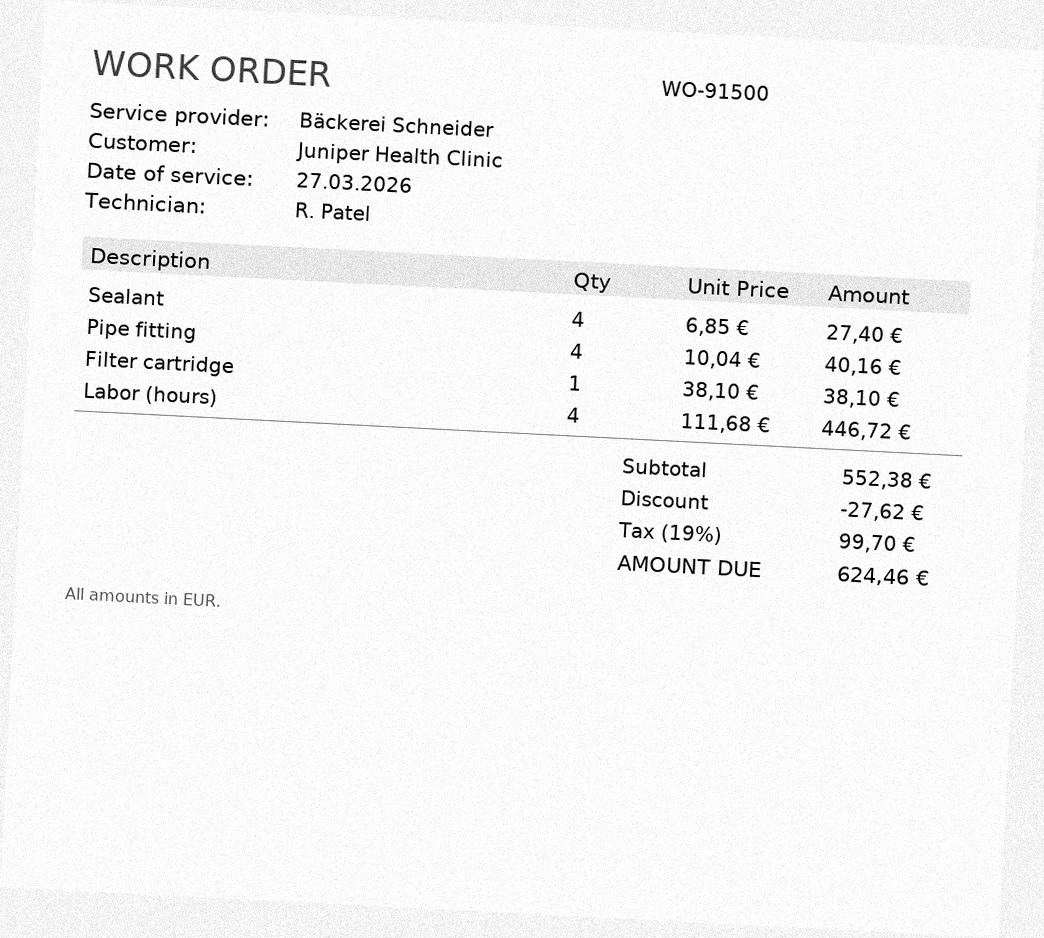 WORK ORDER WO-91500
Service provider: Bäckerei Schneider
Customer: Juniper Health Clinic
Date of service: 27.03.2026
Technician: R. Patel
Description Qty Unit Price Amount
Sealant 4 6,85 € 27,40 €
Pipe fitting 4 10,04 € 40,16 €
Filter cartridge 1 38,10 € 38,10 €
Labor (hours) 4 111,68 € 446,72 €
Subtotal 552,38 €
Discount -27,62 €
Tax (19%) 99,70 €
AMOUNT DUE 624,46 €
All amounts in EUR.